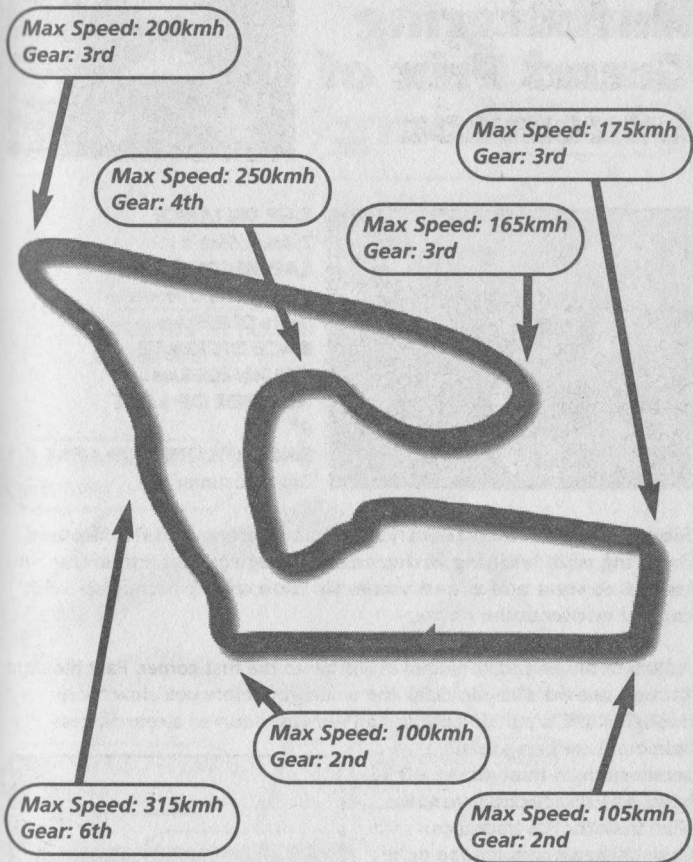 Max Speed: 200kmh
Gear: 3rd
Max Speed: 175kmh
Gear: 3rd
Max Speed: 250kmh
Gear: 4th
Max Speed: 165kmh
Gear: 3rd
Max Speed: 100kmh
Gear: 2nd
Max Speed: 315kmh
Gear: 6th
Max Speed: 105kmh
Gear: 2nd